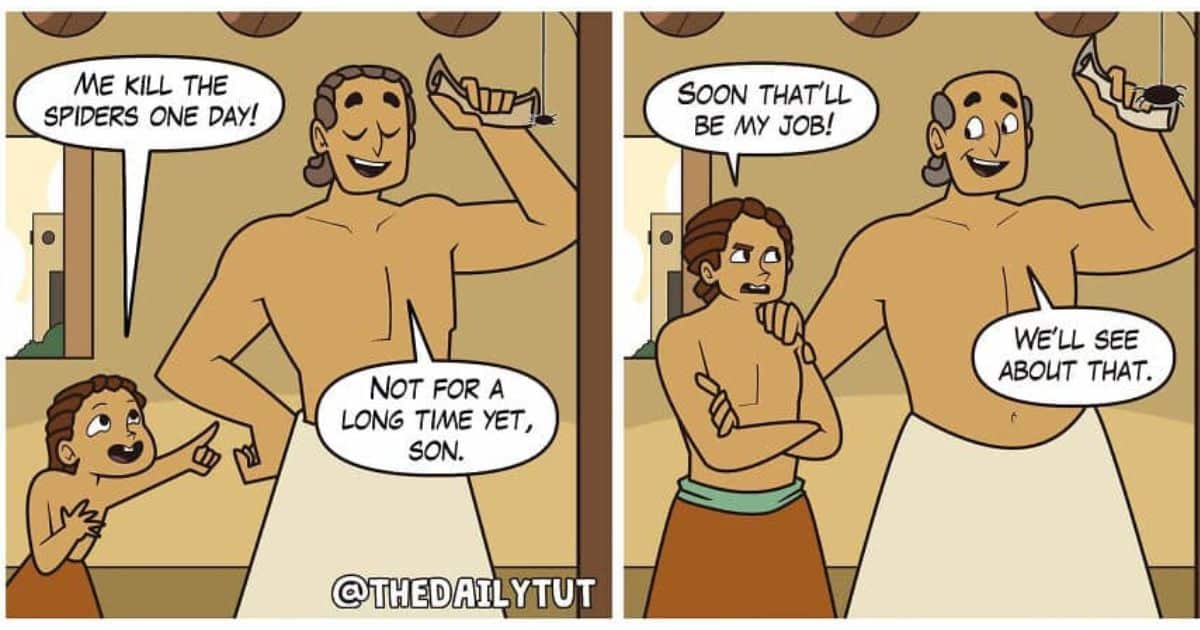 ME KILL THE
SPIDERS ONE DAY!
NOT FOR A
LONG TIME YET,
SON.
@THEDAILYTUT
SOON THAT'LL
BE MY JOB!
WE'LL SEE
ABOUT THAT.